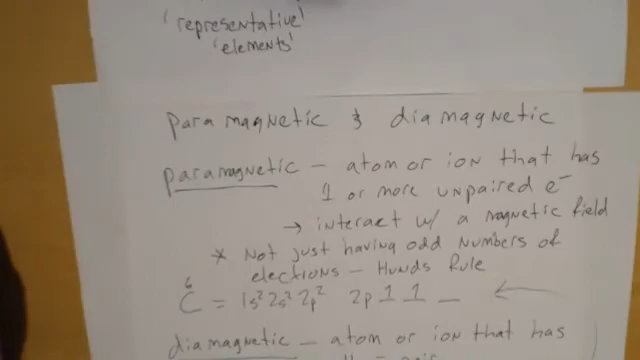 'representative'
'elements'
paramagnetic & diamagnetic
paramagnetic – atom or ion that has
1 or more unpaired e⁻
→ interact w/ a magnetic field
* Not just having odd numbers of
electrons – Hunds Rule
6
C = 1s² 2s² 2p² 2p 1 1 _ ←
diamagnetic – atom or ion that has